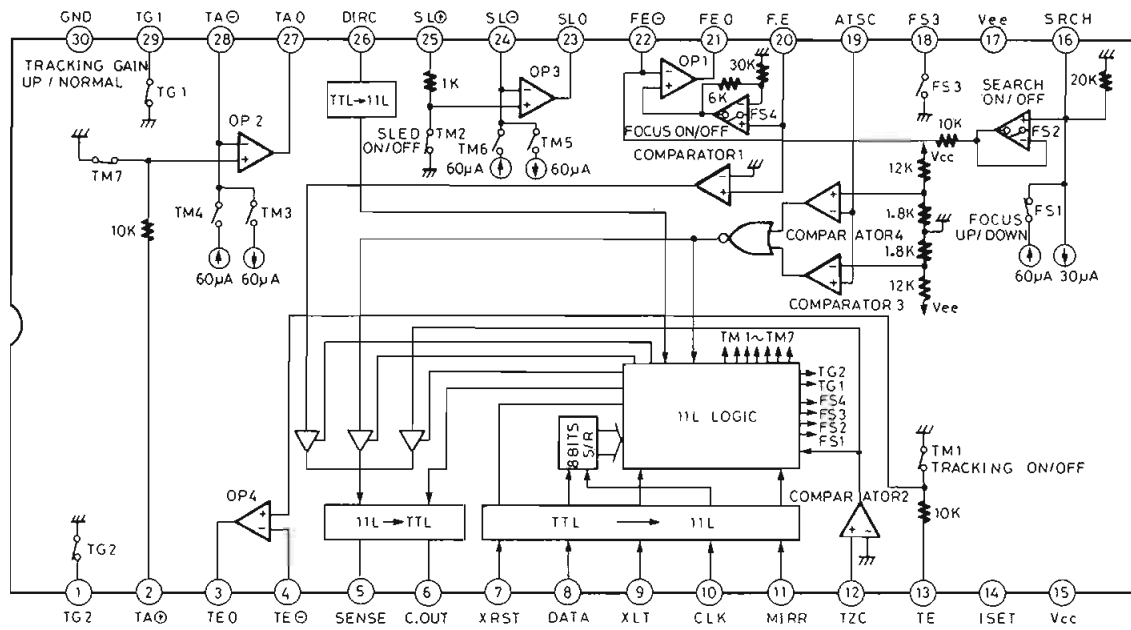 GND TG1 TA⊖ TAO DIRC SL⊕ SL⊖ SLO FE⊖ FEO F.E ATSC FS3 Vee SRCH
30 29 28 27 26 25 24 23 22 21 20 19 18 17 16
TRACKING GAIN
UP / NORMAL
TG1
OP 2
TM7
10K
TM4
TM3
60µA 60µA
TTL→11L
1K
OP3
SLED
ON/OFF
TM2
TM6
TM5
60µA 60µA
OP1
30K
6K
FS4
FOCUS ON/OFF
COMPARATOR1
FS3
SEARCH
ON/OFF
20K
10K
FS2
Vcc
12K
1.8K
1.8K
12K
Vee
COMPARATOR4
COMPARATOR3
FS1
FOCUS
UP/DOWN
60µA 30µA
TM1~TM7
11L LOGIC
TG2
TG1
FS4
FS3
FS2
FS1
8BITS
S/R
TM1
TRACKING ON/OFF
COMPARATOR2
10K
OP4
11L → TTL
TTL → 11L
TG2
1 2 3 4 5 6 7 8 9 10 11 12 13 14 15
TG2 TA⊕ TEO TE⊖ SENSE C.OUT XRST DATA XLT CLK MIRR TZC TE ISET Vcc